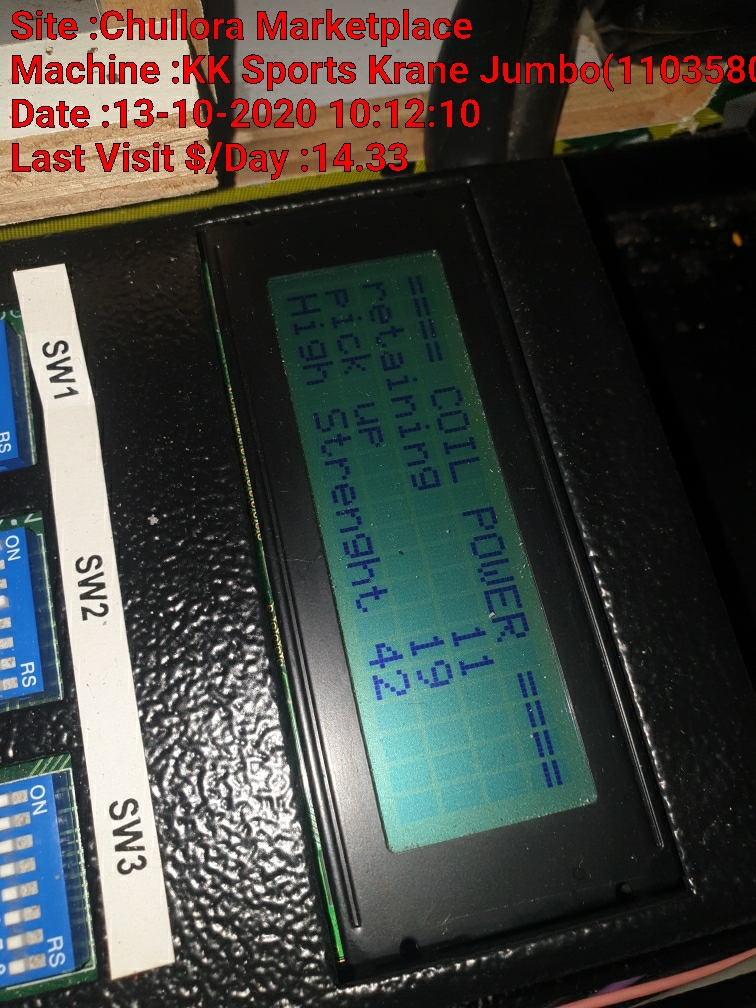 Site :Chullora Marketplace
Machine :KK Sports Krane Jumbo(1103580
Date :13-10-2020 10:12:10
Last Visit $/Day :14.33
==== COIL POWER ====
retaining 11
Pick up 19
High Strenght 42
SW1
SW2
SW3
RS
ON
RS
ON
RS